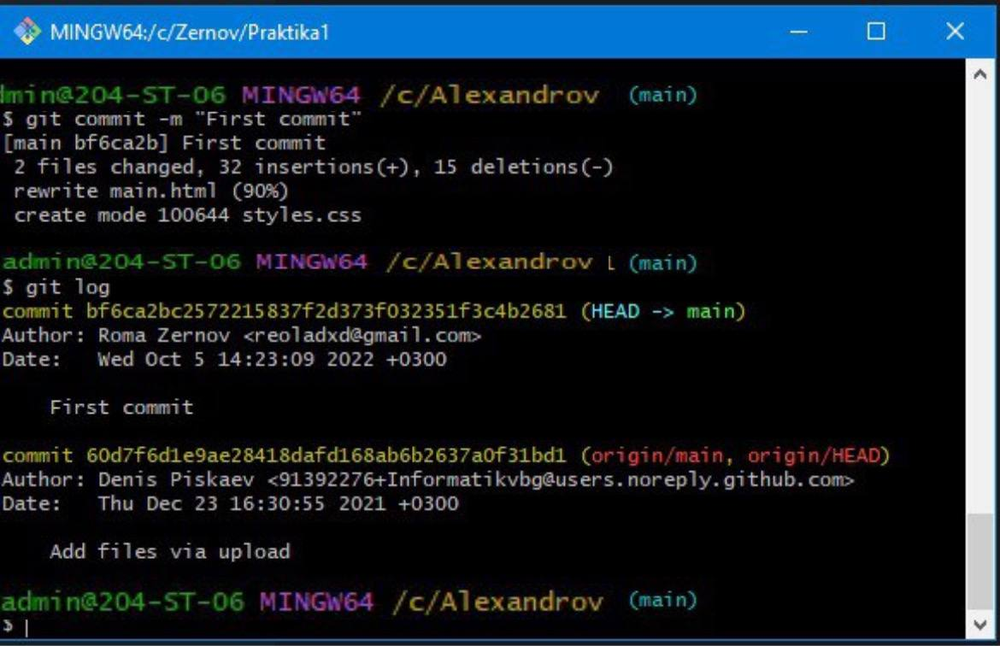 MINGW64:/c/Zernov/Praktika1
dmin@204-ST-06 MINGW64 /c/Alexandrov (main)
$ git commit -m "First commit"
[main bf6ca2b] First commit
2 files changed, 32 insertions(+), 15 deletions(-)
rewrite main.html (90%)
create mode 100644 styles.css
admin@204-ST-06 MINGW64 /c/Alexandrov l (main)
$ git log
commit bf6ca2bc2572215837f2d373f032351f3c4b2681 (HEAD -> main)
Author: Roma Zernov <reoladxd@gmail.com>
Date:   Wed Oct 5 14:23:09 2022 +0300
First commit
commit 60d7f6d1e9ae28418dafd168ab6b2637a0f31bd1 (origin/main, origin/HEAD)
Author: Denis Piskaev <91392276+Informatikvbg@users.noreply.github.com>
Date:   Thu Dec 23 16:30:55 2021 +0300
Add files via upload
admin@204-ST-06 MINGW64 /c/Alexandrov (main)
$